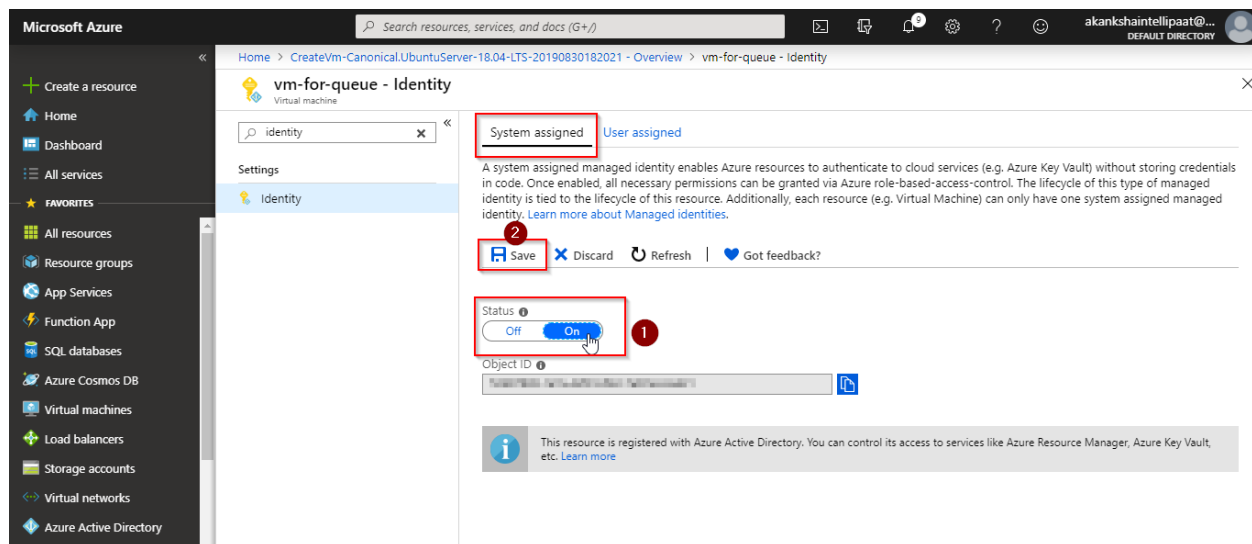 Microsoft Azure
Search resources, services, and docs (G+/)
9
?
akankshaintellipaat@...
DEFAULT DIRECTORY
«
Home > CreateVm-Canonical.UbuntuServer-18.04-LTS-20190830182021 - Overview > vm-for-queue - Identity
Create a resource
Home
Dashboard
All services
FAVORITES
All resources
Resource groups
App Services
Function App
SQL databases
Azure Cosmos DB
Virtual machines
Load balancers
Storage accounts
Virtual networks
Azure Active Directory
vm-for-queue - Identity
Virtual machine
identity
«
Settings
Identity
System assigned User assigned
A system assigned managed identity enables Azure resources to authenticate to cloud services (e.g. Azure Key Vault) without storing credentials
in code. Once enabled, all necessary permissions can be granted via Azure role-based-access-control. The lifecycle of this type of managed
identity is tied to the lifecycle of this resource. Additionally, each resource (e.g. Virtual Machine) can only have one system assigned managed
identity. Learn more about Managed identities.
2
Save Discard Refresh | Got feedback?
Status
Off On
1
Object ID
This resource is registered with Azure Active Directory. You can control its access to services like Azure Resource Manager, Azure Key Vault,
etc. Learn more